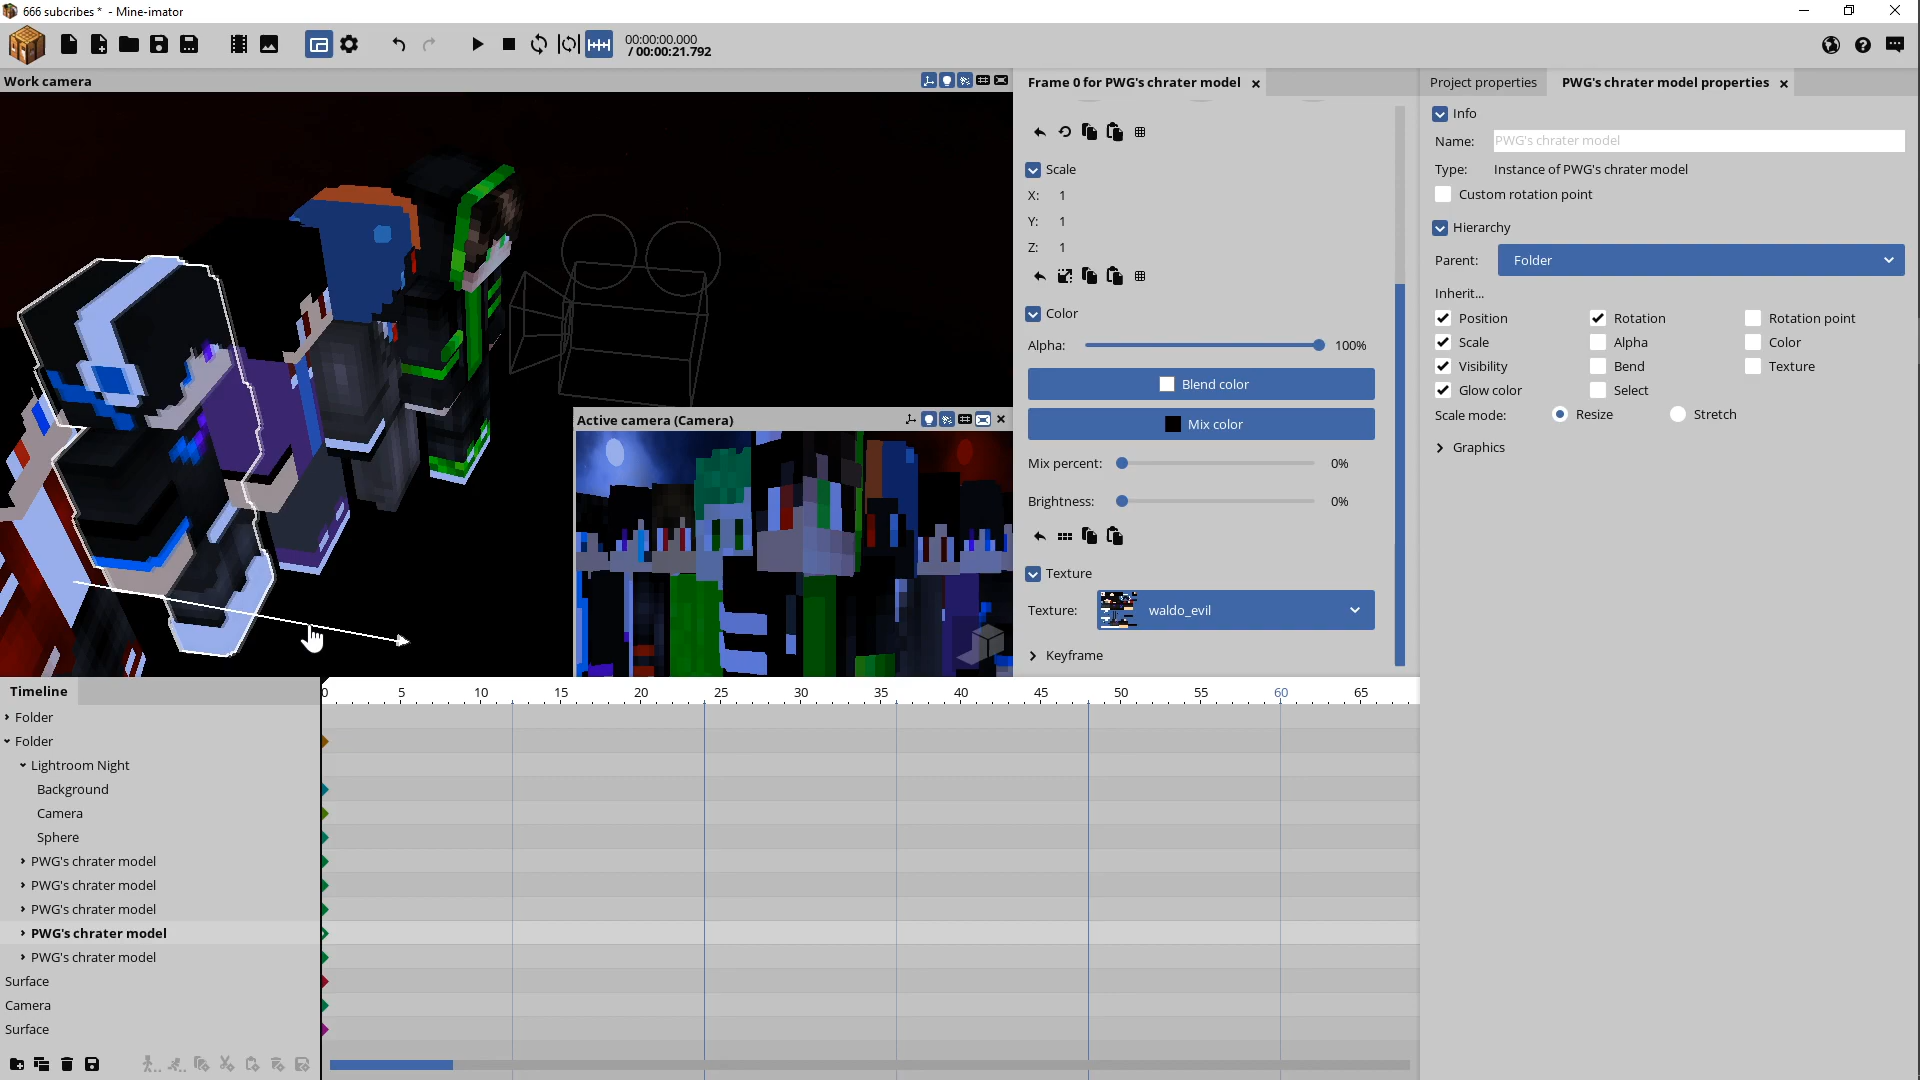 666 subcribes * - Mine-imator
00:00:00.000
/ 00:00:21.792
Work camera
Frame 0 for PWG's chrater model
Scale
X: 1
Y: 1
Z: 1
Color
Alpha: 100%
Blend color
Mix color
Mix percent: 0%
Brightness: 0%
Texture
Texture: waldo_evil
Keyframe
Active camera (Camera)
Project properties
PWG's chrater model properties
Info
Name: PWG's chrater model
Type: Instance of PWG's chrater model
Custom rotation point
Hierarchy
Parent: Folder
Inherit...
Position Rotation Rotation point
Scale Alpha Color
Visibility Bend Texture
Glow color Select
Scale mode: Resize Stretch
Graphics
Timeline
0 5 10 15 20 25 30 35 40 45 50 55 60 65
Folder
Folder
Lightroom Night
Background
Camera
Sphere
PWG's chrater model
PWG's chrater model
PWG's chrater model
PWG's chrater model
PWG's chrater model
Surface
Camera
Surface